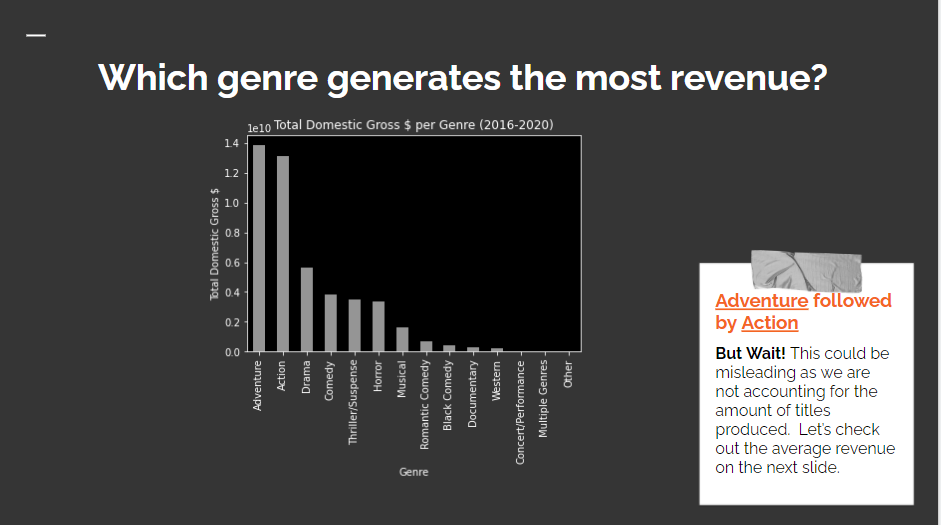 Which genre generates the most revenue?
1e10
Total Domestic Gross $ per Genre (2016-2020)
Total Domestic Gross $
1.4
1.2
1.0
0.8
0.6
0.4
0.2
0.0
Adventure
Action
Drama
Comedy
Thriller/Suspense
Horror
Musical
Romantic Comedy
Black Comedy
Documentary
Western
Concert/Performance
Multiple Genres
Other
Genre
Adventure followed
by Action
But Wait! This could be
misleading as we are
not accounting for the
amount of titles
produced.  Let's check
out the average revenue
on the next slide.